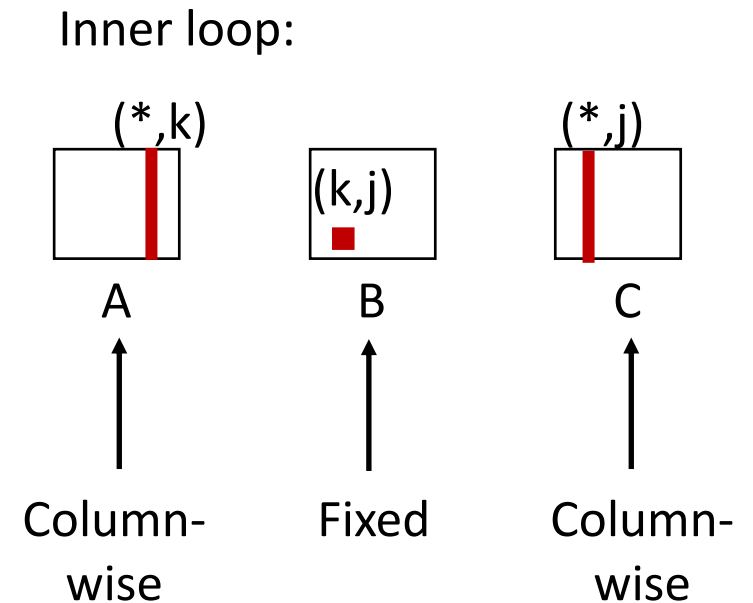 Inner loop:
(*,k)
(k,j)
(*,j)
A
B
C
Column-
wise
Fixed
Column-
wise